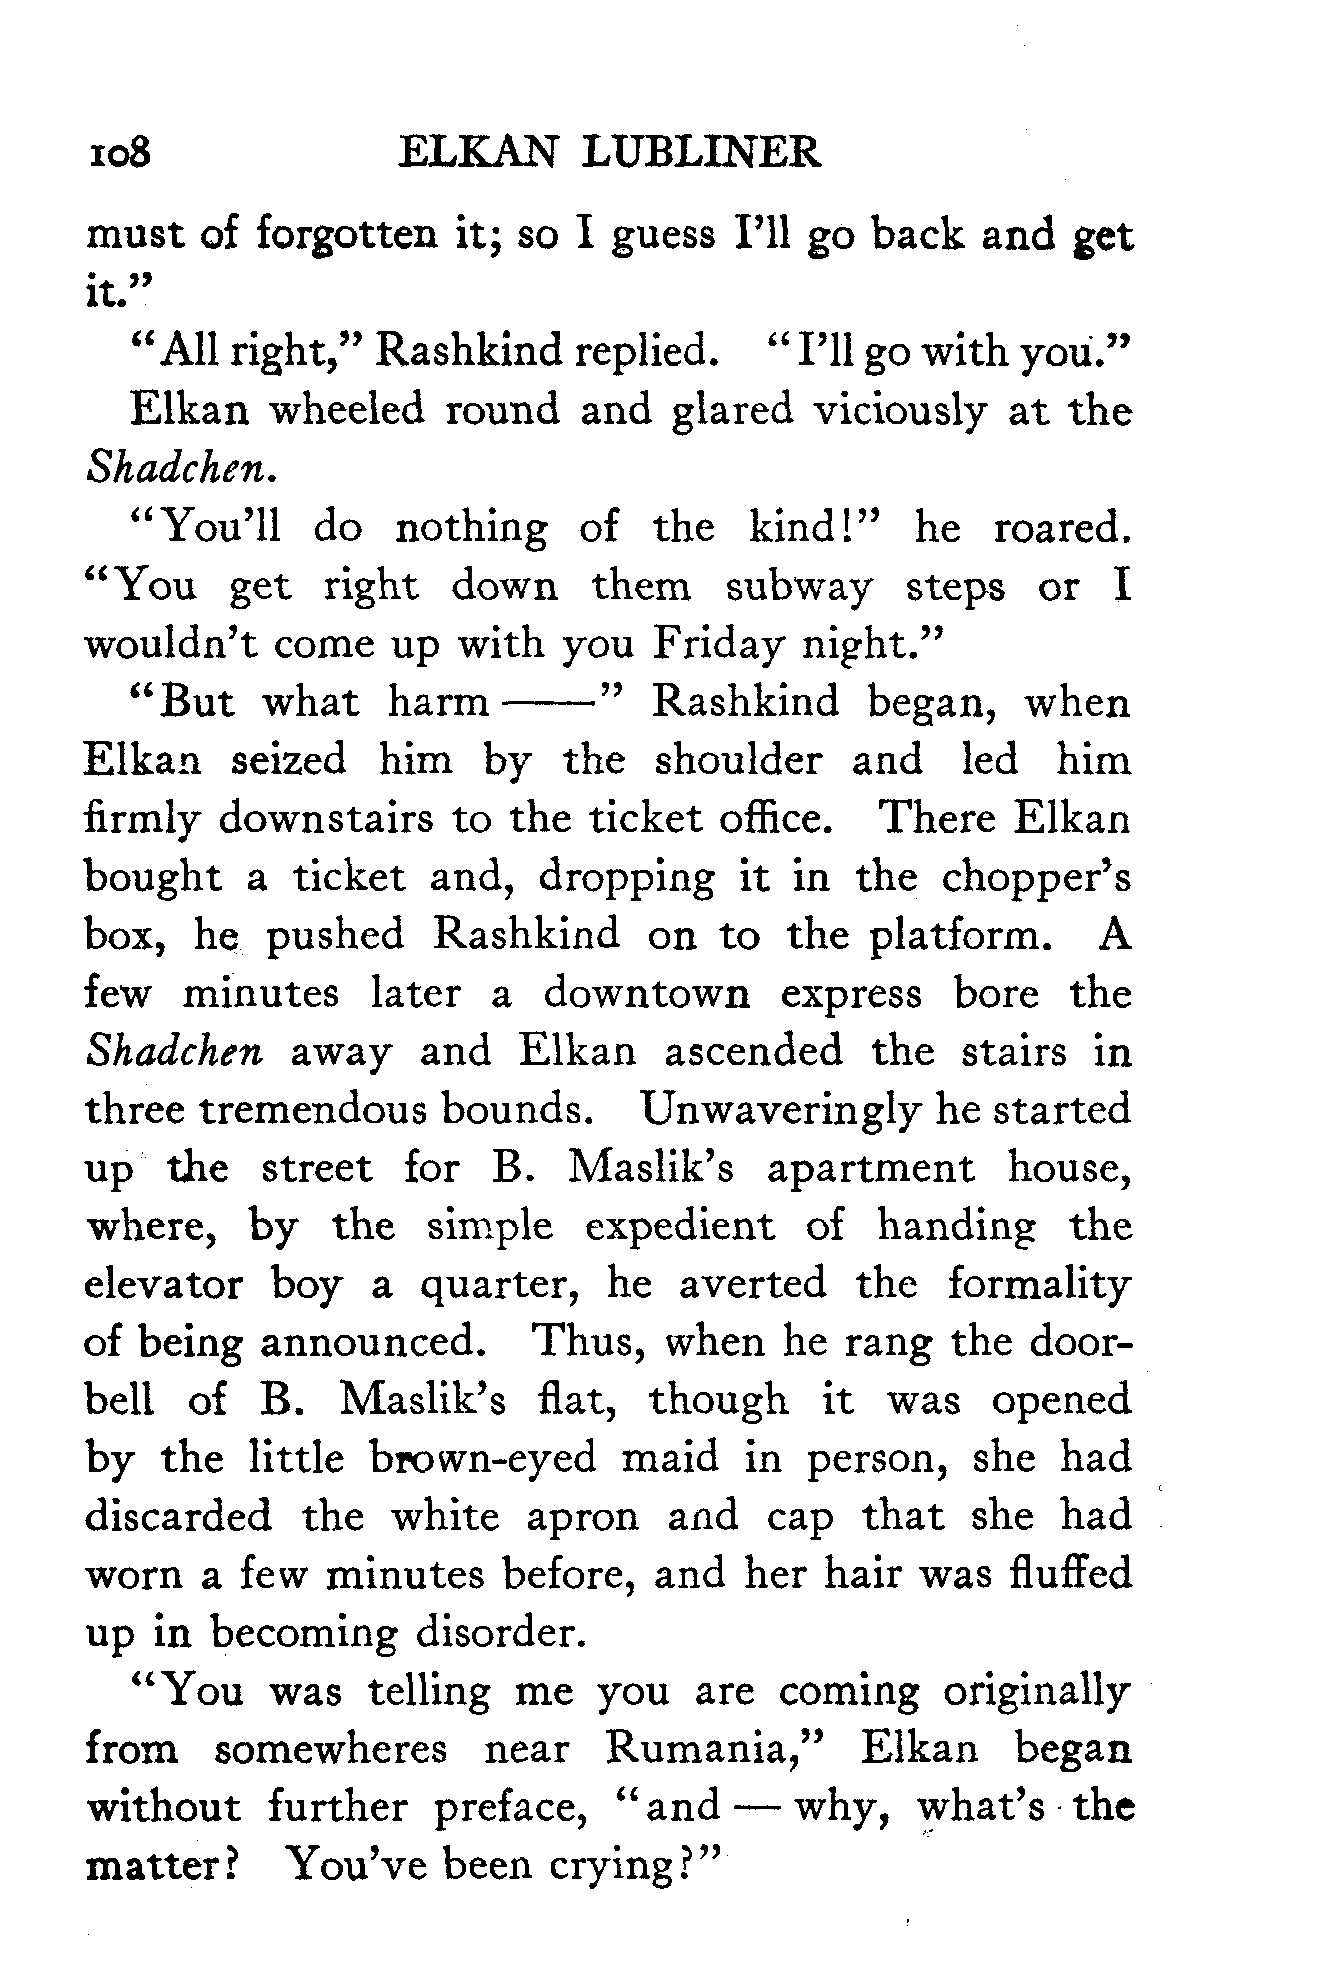 108 ELKAN LUBLINER
must of forgotten it; so I guess I'll go back and get
it."
"All right," Rashkind replied. "I'll go with you."
Elkan wheeled round and glared viciously at the
Shadchen.
"You'll do nothing of the kind!" he roared.
"You get right down them subway steps or I
wouldn't come up with you Friday night."
"But what harm ——" Rashkind began, when
Elkan seized him by the shoulder and led him
firmly downstairs to the ticket office. There Elkan
bought a ticket and, dropping it in the chopper's
box, he pushed Rashkind on to the platform. A
few minutes later a downtown express bore the
Shadchen away and Elkan ascended the stairs in
three tremendous bounds. Unwaveringly he started
up the street for B. Maslik's apartment house,
where, by the simple expedient of handing the
elevator boy a quarter, he averted the formality
of being announced. Thus, when he rang the door-
bell of B. Maslik's flat, though it was opened
by the little brown-eyed maid in person, she had
discarded the white apron and cap that she had
worn a few minutes before, and her hair was fluffed
up in becoming disorder.
"You was telling me you are coming originally
from somewheres near Rumania," Elkan began
without further preface, "and — why, what's the
matter? You've been crying?"